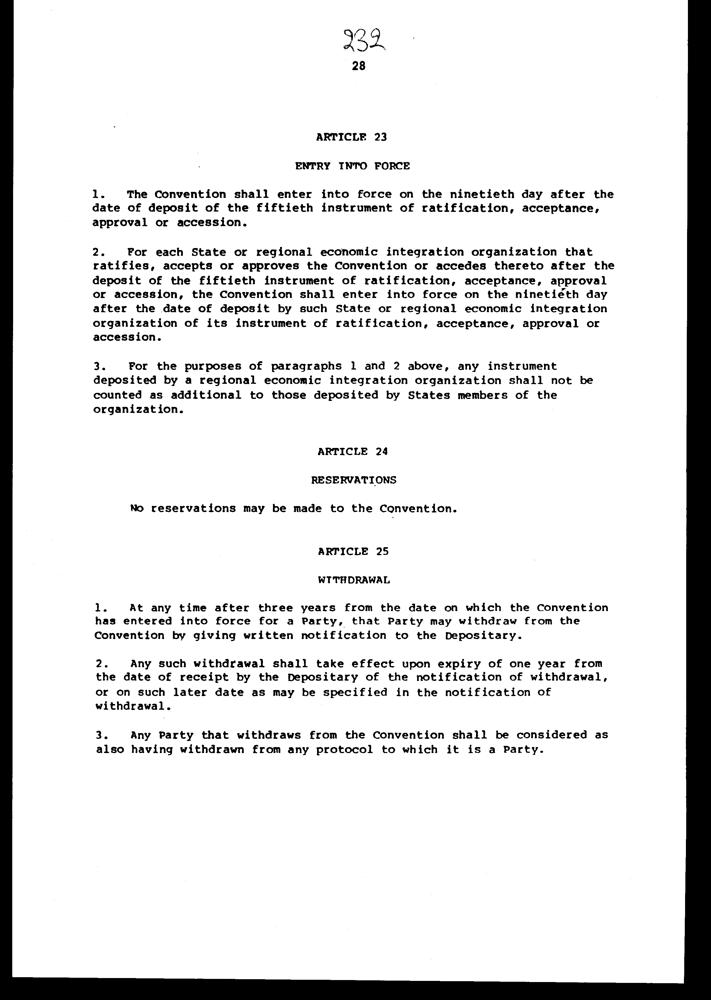 232
28
ARTICLE 23
ENTRY INTO FORCE
1. The Convention shall enter into force on the ninetieth day after the
date of deposit of the fiftieth instrument of ratification, acceptance,
approval or accession.
2. For each State or regional economic integration organization that
ratifies, accepts or approves the Convention or accedes thereto after the
deposit of the fiftieth instrument of ratification, acceptance, approval
or accession, the Convention shall enter into force on the ninetieth day
after the date of deposit by such State or regional economic integration
organization of its instrument of ratification, acceptance, approval or
accession.
3. For the purposes of paragraphs 1 and 2 above, any instrument
deposited by a regional economic integration organization shall not be
counted as additional to those deposited by States members of the
organization.
ARTICLE 24
RESERVATIONS
No reservations may be made to the Convention.
ARTICLE 25
WITHDRAWAL
1. At any time after three years from the date on which the Convention
has entered into force for a Party, that Party may withdraw from the
Convention by giving written notification to the Depositary.
2. Any such withdrawal shall take effect upon expiry of one year from
the date of receipt by the Depositary of the notification of withdrawal,
or on such later date as may be specified in the notification of
withdrawal.
3. Any Party that withdraws from the Convention shall be considered as
also having withdrawn from any protocol to which it is a Party.